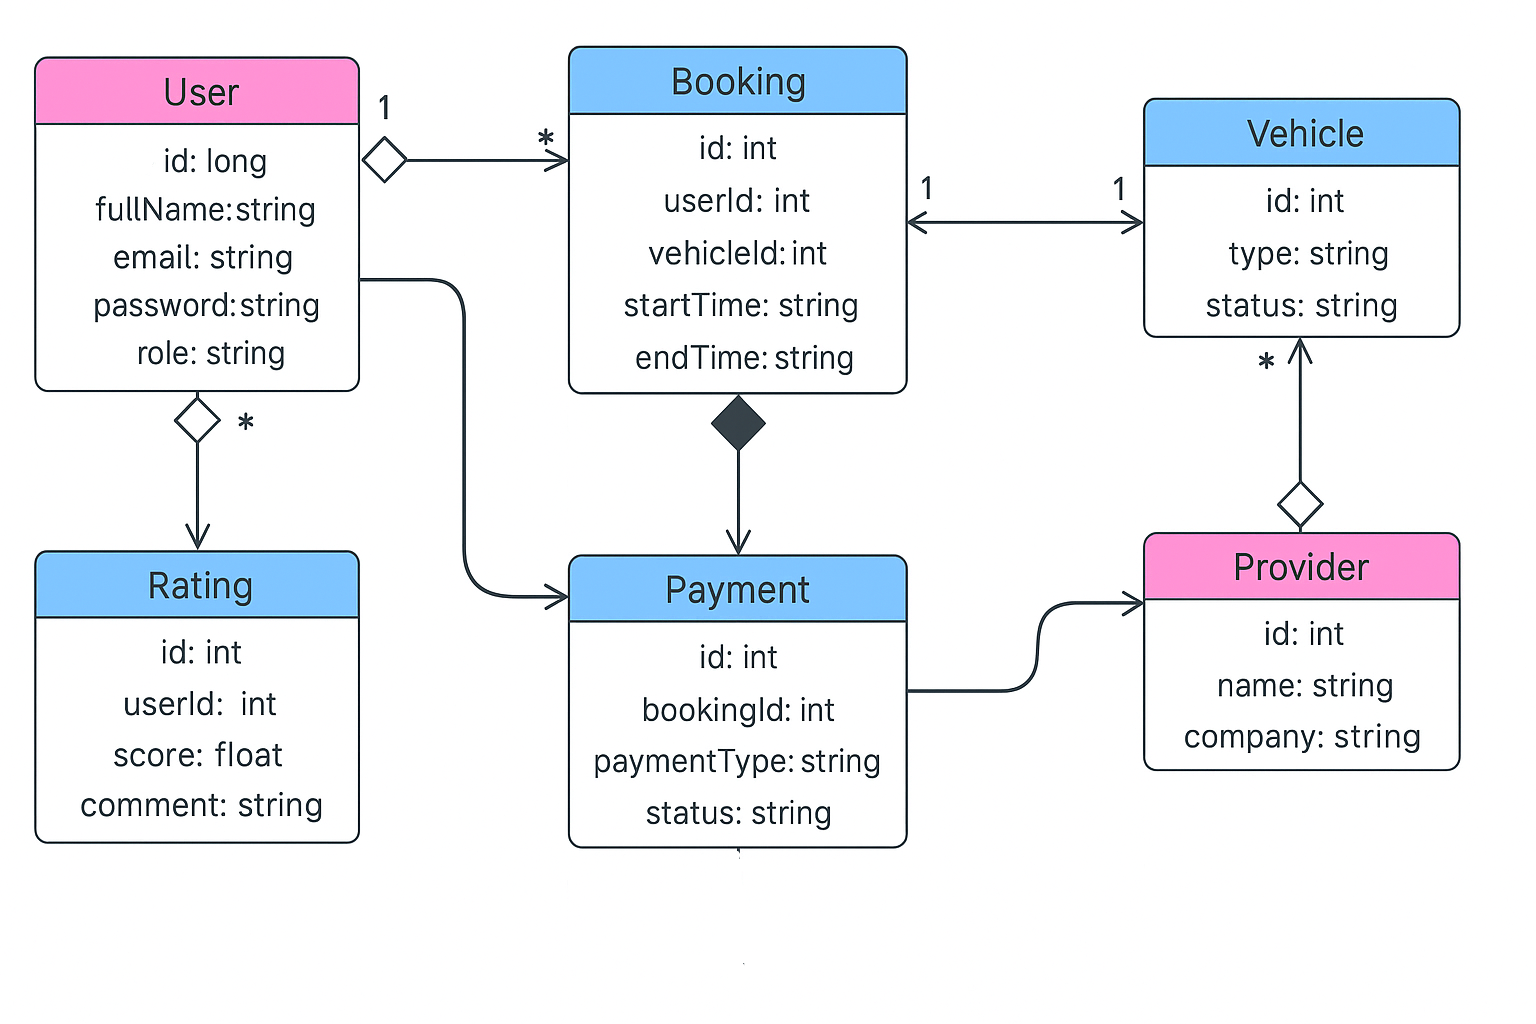 User
id: long
fullName: string
email: string
password: string
role: string
1
*
Booking
id: int
userId: int
vehicleId: int
startTime: string
endTime: string
1
1
Vehicle
id: int
type: string
status: string
*
*
Rating
id: int
userId: int
score: float
comment: string
Payment
id: int
bookingId: int
paymentType: string
status: string
Provider
id: int
name: string
company: string